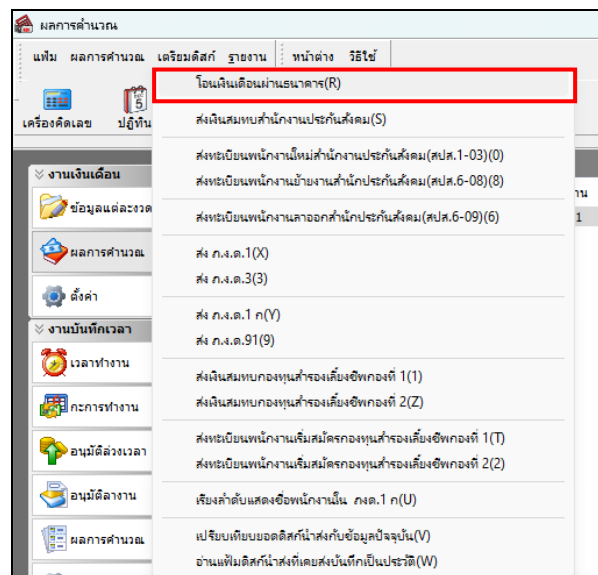 ผลการคำนวณ
แฟ้ม ผลการคำนวณ เตรียมดิสก์ รายงาน หน้าต่าง วิธีใช้
เครื่องคิดเลข ปฏิทิน
โอนเงินเดือนผ่านธนาคาร(R)
ส่งเงินสมทบสำนักงานประกันสังคม(S)
ส่งทะเบียนพนักงานใหม่สำนักงานประกันสังคม(สปส.1-03)(0)
ส่งทะเบียนพนักงานย้ายงานสำนักประกันสังคม(สปส.6-08)(8)
ส่งทะเบียนพนักงานลาออกสำนักประกันสังคม(สปส.6-09)(6)
ส่ง ภ.ง.ด.1(X)
ส่ง ภ.ง.ด.3(3)
ส่ง ภ.ง.ด.1 ก(Y)
ส่ง ภ.ง.ด.91(9)
ส่งเงินสมทบกองทุนสำรองเลี้ยงชีพกองที่ 1(1)
ส่งเงินสมทบกองทุนสำรองเลี้ยงชีพกองที่ 2(Z)
ส่งทะเบียนพนักงานเริ่มสมัครกองทุนสำรองเลี้ยงชีพกองที่ 1(T)
ส่งทะเบียนพนักงานเริ่มสมัครกองทุนสำรองเลี้ยงชีพกองที่ 2(2)
เรียงลำดับแสดงชื่อพนักงานใน ภงด.1 ก(U)
เปรียบเทียบยอดดิสก์นำส่งกับข้อมูลปัจจุบัน(V)
อ่านแฟ้มดิสก์นำส่งที่เคยส่งบันทึกเป็นประวัติ(W)
งานเงินเดือน
ข้อมูลแต่ละงวด
ผลการคำนวณ
ตั้งค่า
งานบันทึกเวลา
เวลาทำงาน
กะการทำงาน
อนุมัติล่วงเวลา
อนุมัติลางาน
ผลการคำนวณ
าน
1